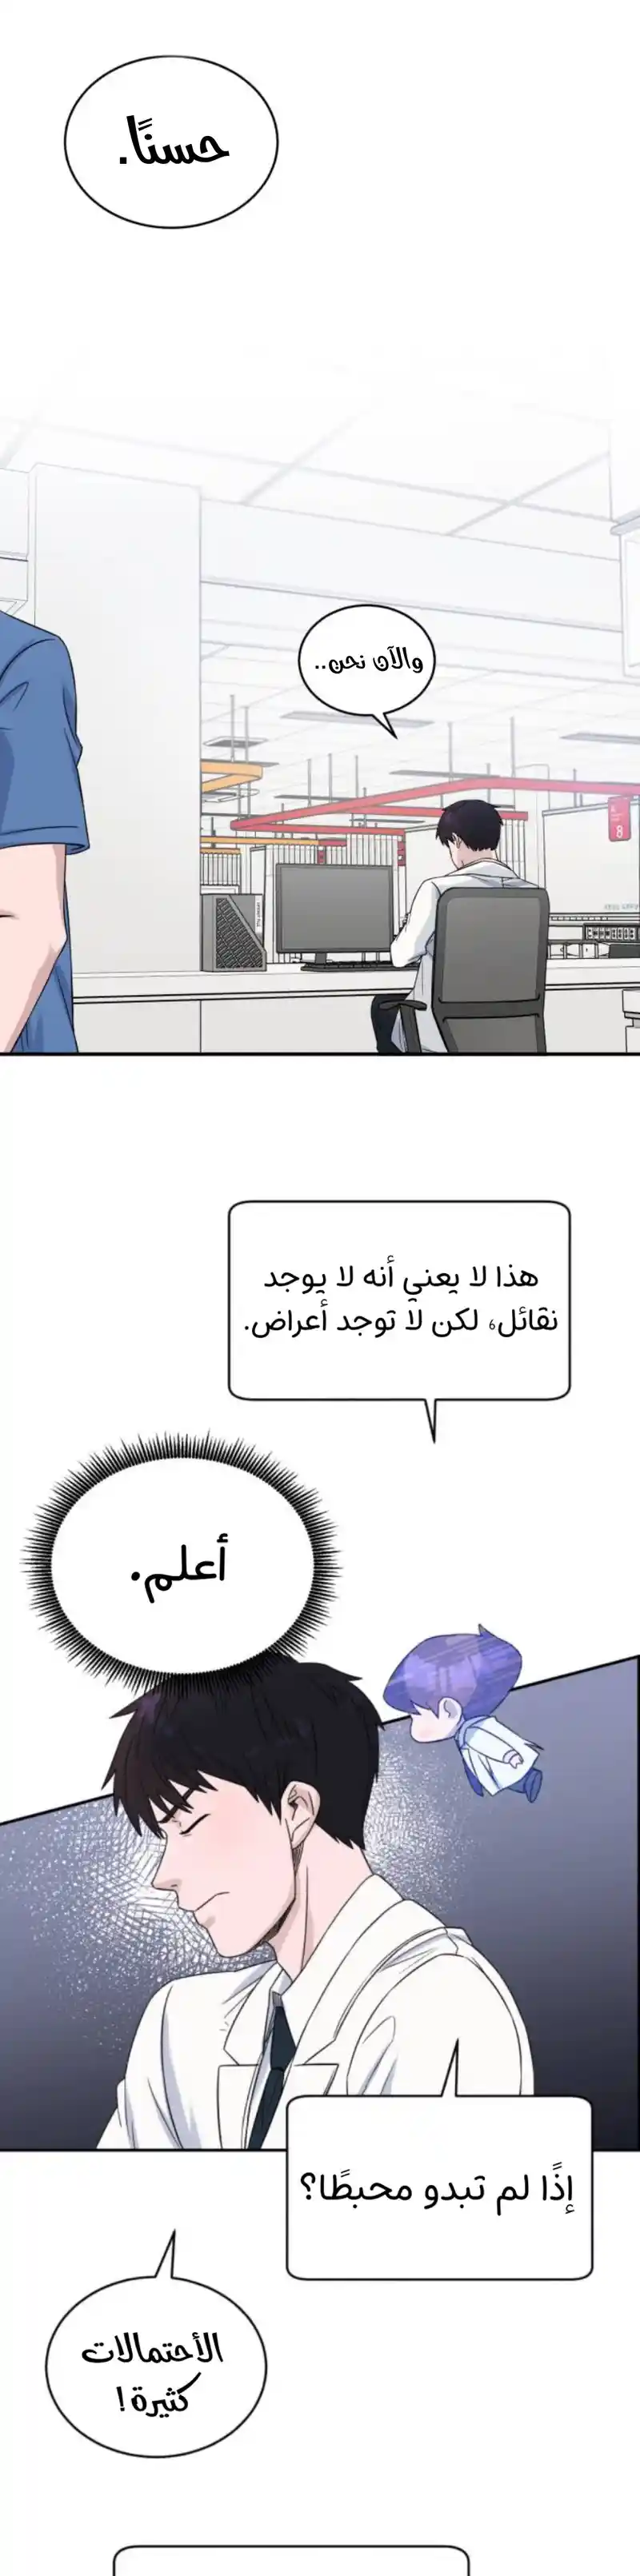 حسنًا.
والآن نحن..
8
هذا لا يعني أنه لا يوجد
نقائل، لكن لا توجد أعراض.
أعلم.
إذًا لم تبدو محبطًا؟
الأحتمالات
كثيرة!